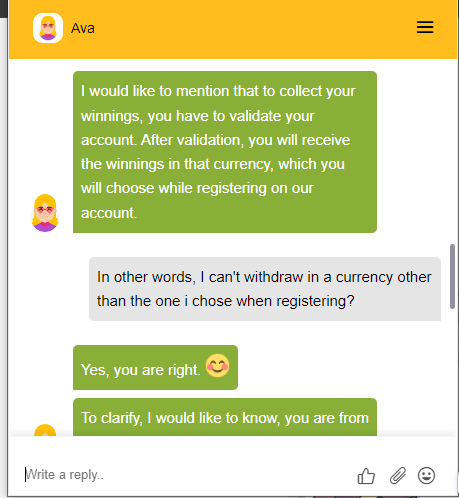 Ava
I would like to mention that to collect your
winnings, you have to validate your
account. After validation, you will receive
the winnings in that currency, which you
will choose while registering on our
account.
In other words, I can't withdraw in a currency other
than the one i chose when registering?
Yes, you are right. 😊
To clarify, I would like to know, you are from
Write a reply..